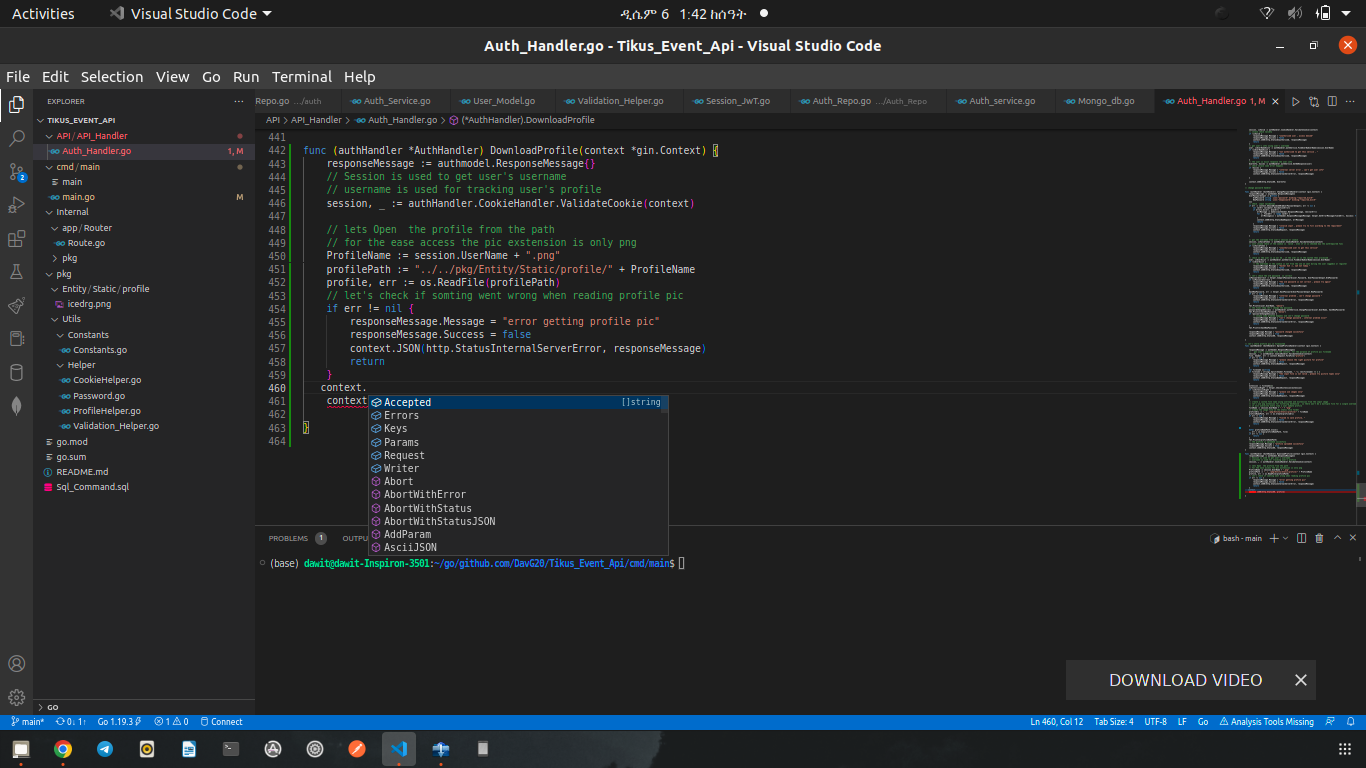 Activities
Visual Studio Code
ዲሴም 6 1:42 ከሰዓት
Auth_Handler.go - Tikus_Event_Api - Visual Studio Code
File Edit Selection View Go Run Terminal Help
EXPLORER
Repo.go .../auth
Auth_Service.go
User_Model.go
Validation_Helper.go
Session_JwT.go
Auth_Repo.go .../Auth_Repo
Auth_service.go
Mongo_db.go
Auth_Handler.go 1, M
API > API_Handler > Auth_Handler.go > (*AuthHandler).DownloadProfile
TIKUS_EVENT_API
API / API_Handler
Auth_Handler.go 1, M
cmd / main
main
main.go M
Internal
app / Router
Route.go
pkg
pkg
Entity / Static / profile
icedrg.png
Utils
Constants
Constants.go
Helper
CookieHelper.go
Password.go
ProfileHelper.go
Validation_Helper.go
go.mod
go.sum
README.md
Sql_Command.sql
GO
441
442 func (authHandler *AuthHandler) DownloadProfile(context *gin.Context) {
443 responseMessage := authmodel.ResponseMessage{}
444 // Session is used to get user's username
445 // username is used for tracking user's profile
446 session, _ := authHandler.CookieHandler.ValidateCookie(context)
447
448 // lets Open  the profile from the path
449 // for the ease access the pic exstension is only png
450 ProfileName := session.UserName + ".png"
451 profilePath := "../../pkg/Entity/Static/profile/" + ProfileName
452 profile, err := os.ReadFile(profilePath)
453 // let's check if somting went wrong when reading profile pic
454 if err != nil {
455 responseMessage.Message = "error getting profile pic"
456 responseMessage.Success = false
457 context.JSON(http.StatusInternalServerError, responseMessage)
458 return
459 }
460 context.
461 context
462
463 }
464
Accepted []string
Errors
Keys
Params
Request
Writer
Abort
AbortWithError
AbortWithStatus
AbortWithStatusJSON
AddParam
AsciiJSON
PROBLEMS 1 OUTPU
bash - main
(base) dawit@dawit-Inspiron-3501:~/go/github.com/DavG20/Tikus_Event_Api/cmd/main$
DOWNLOAD VIDEO
main* 0↓ 1↑ Go 1.19.3 1 0 Connect
Ln 460, Col 12 Tab Size: 4 UTF-8 LF Go Analysis Tools Missing